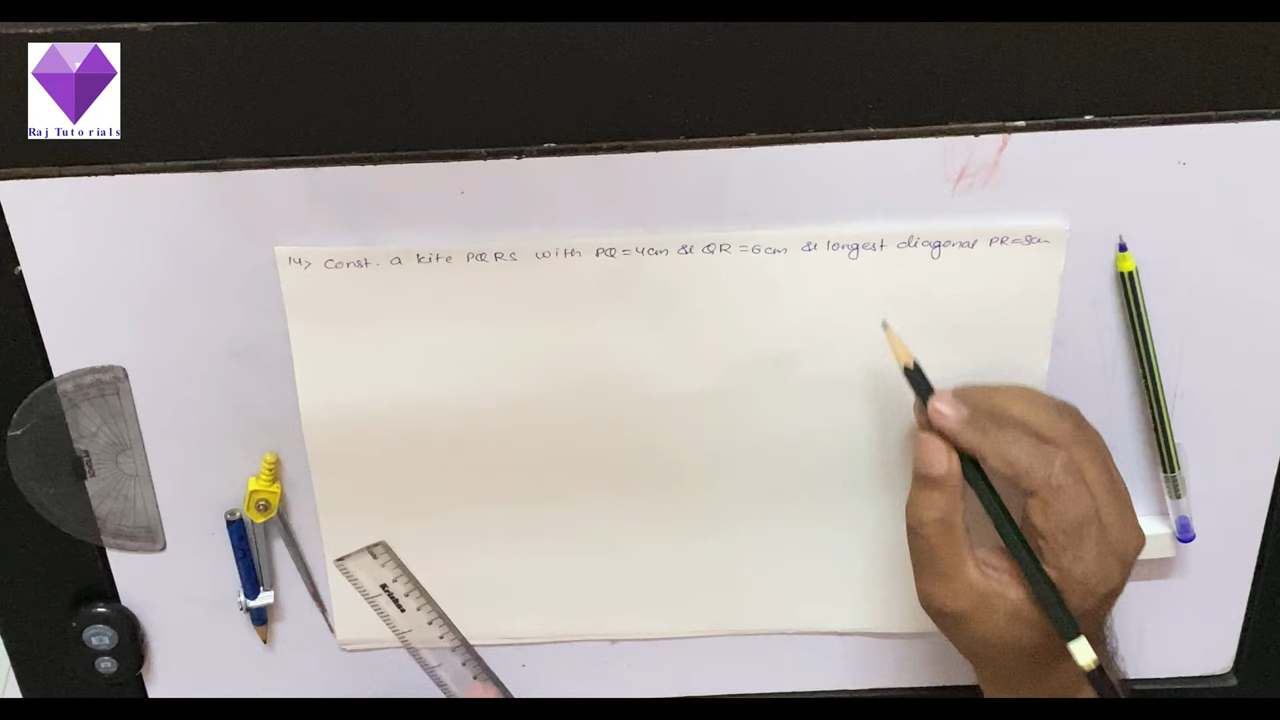 Raj Tutorials
14> Const. a kite PQRS with PQ = 4cm & QR = 6cm & longest diagonal PR = 8cm
Krishna